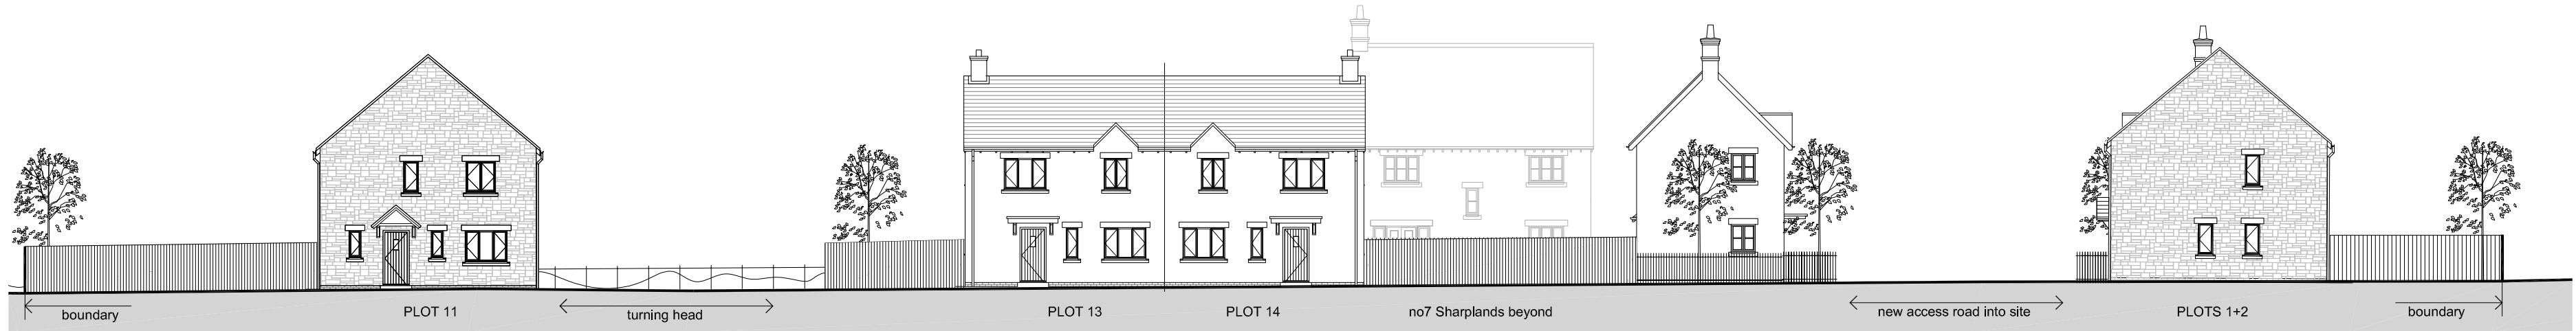 boundary
PLOT 11
turning head
PLOT 13
PLOT 14
no7 Sharplands beyond
new access road into site
PLOTS 1+2
boundary